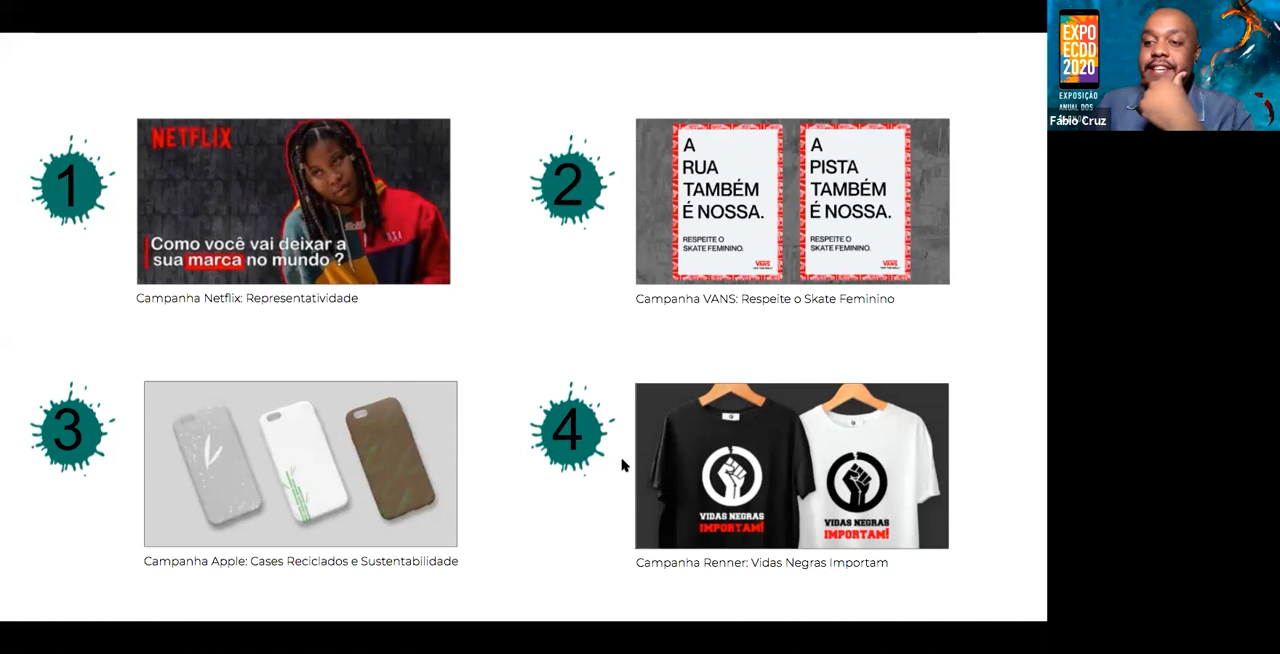 1
NETFLIX
Como você vai deixar a
sua marca no mundo ?
Campanha Netflix: Representatividade
2
A
RUA
TAMBÉM
É NOSSA.
RESPEITE O
SKATE FEMININO.
VANS
A
PISTA
TAMBÉM
É NOSSA.
RESPEITE O
SKATE FEMININO.
VANS
Campanha VANS: Respeite o Skate Feminino
3
Campanha Apple: Cases Reciclados e Sustentabilidade
4
VIDAS NEGRAS
IMPORTAM!
VIDAS NEGRAS
IMPORTAM!
Campanha Renner: Vidas Negras Importam
EXPO
ECDD
2020
EXPOSIÇÃO
ANUAL DOS
Fábio Cruz